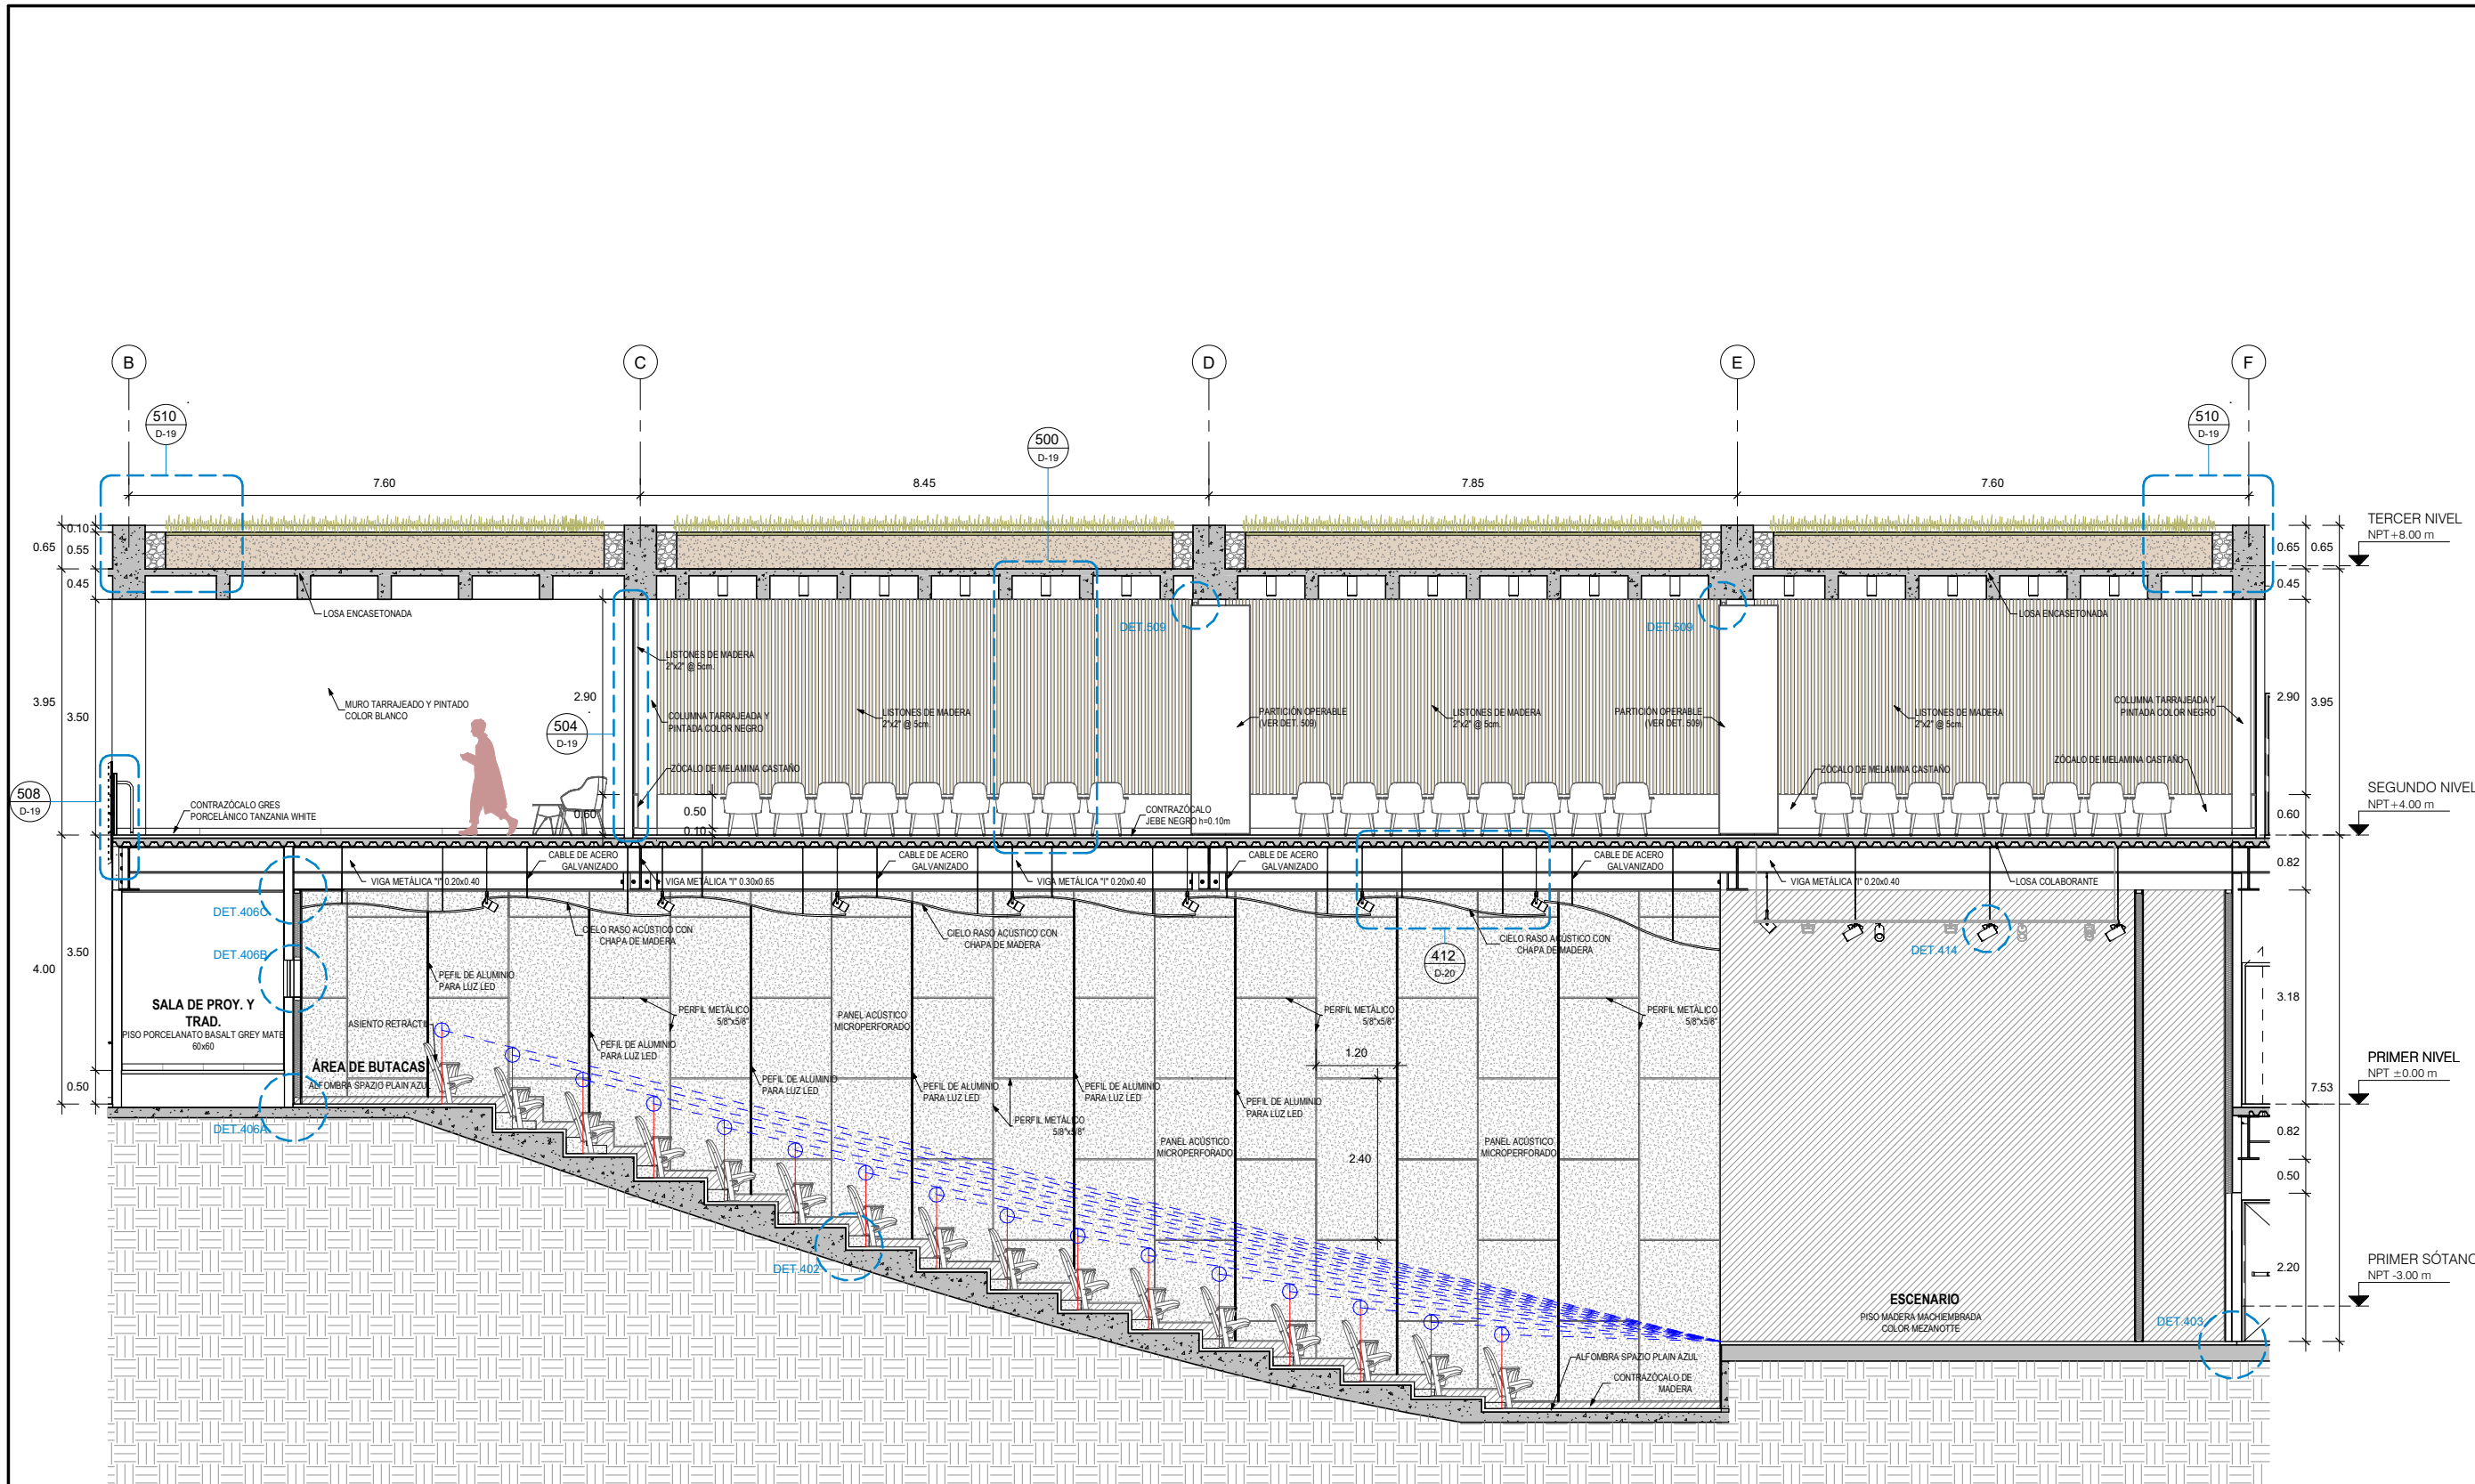 B
C
D
E
F
510
D-19
500
D-19
510
D-19
7.60
8.45
7.85
7.60
TERCER NIVEL
NPT+8.00 m
0.10
0.65
0.55
0.45
0.65
0.65
0.45
LOSA ENCASETONADA
DET.509
DET.509
LOSA ENCASETONADA
LISTONES DE MADERA
2"x2" @ 5cm.
3.95
3.50
MURO TARRAJEADO Y PINTADO
COLOR BLANCO
2.90
504
D-19
COLUMNA TARRAJEADA Y
PINTADA COLOR NEGRO
LISTONES DE MADERA
2"x2" @ 5cm.
PARTICIÓN OPERABLE
(VER DET. 509)
LISTONES DE MADERA
2"x2" @ 5cm.
PARTICIÓN OPERABLE
(VER DET. 509)
LISTONES DE MADERA
2"x2" @ 5cm.
COLUMNA TARRAJEADA Y
PINTADA COLOR NEGRO
2.90
3.95
ZÓCALO DE MELAMINA CASTAÑO
ZÓCALO DE MELAMINA CASTAÑO
ZÓCALO DE MELAMINA CASTAÑO
508
D-19
CONTRAZÓCALO GRES
PORCELÁNICO TANZANIA WHITE
0.60
0.50
0.10
CONTRAZÓCALO
JEBE NEGRO h=0.10m
0.60
SEGUNDO NIVEL
NPT+4.00 m
CABLE DE ACERO
GALVANIZADO
CABLE DE ACERO
GALVANIZADO
CABLE DE ACERO
GALVANIZADO
CABLE DE ACERO
GALVANIZADO
0.82
VIGA METÁLICA "I" 0.20x0.40
VIGA METÁLICA "I" 0.30x0.65
VIGA METÁLICA "I" 0.20x0.40
VIGA METÁLICA "I" 0.20x0.40
LOSA COLABORANTE
DET.406C
CIELO RASO ACÚSTICO CON
CHAPA DE MADERA
CIELO RASO ACÚSTICO CON
CHAPA DE MADERA
CIELO RASO ACÚSTICO CON
CHAPA DE MADERA
412
D-20
DET.414
DET.406B
4.00
3.50
PEFIL DE ALUMINIO
PARA LUZ LED
SALA DE PROY. Y
TRAD.
PISO PORCELANATO BASALT GREY MATE
60x60
ASIENTO RETRÁCTIL
PERFIL METÁLICO
5/8"x5/8"
PANEL ACÚSTICO
MICROPERFORADO
PERFIL METÁLICO
5/8"x5/8"
PERFIL METÁLICO
5/8"x5/8"
3.18
PEFIL DE ALUMINIO
PARA LUZ LED
1.20
ÁREA DE BUTACAS
ALFOMBRA SPAZIO PLAIN AZUL
PEFIL DE ALUMINIO
PARA LUZ LED
PEFIL DE ALUMINIO
PARA LUZ LED
PEFIL DE ALUMINIO
PARA LUZ LED
PEFIL DE ALUMINIO
PARA LUZ LED
0.50
7.53
PRIMER NIVEL
NPT ±0.00 m
DET.406A
PERFIL METÁLICO
5/8"x5/8"
PANEL ACÚSTICO
MICROPERFORADO
PANEL ACÚSTICO
MICROPERFORADO
2.40
0.82
0.50
DET.402
2.20
PRIMER SÓTANO
NPT -3.00 m
ESCENARIO
PISO MADERA MACHIEMBRADA
COLOR MEZANOTTE
DET.403
ALFOMBRA SPAZIO PLAIN AZUL
CONTRAZÓCALO DE
MADERA